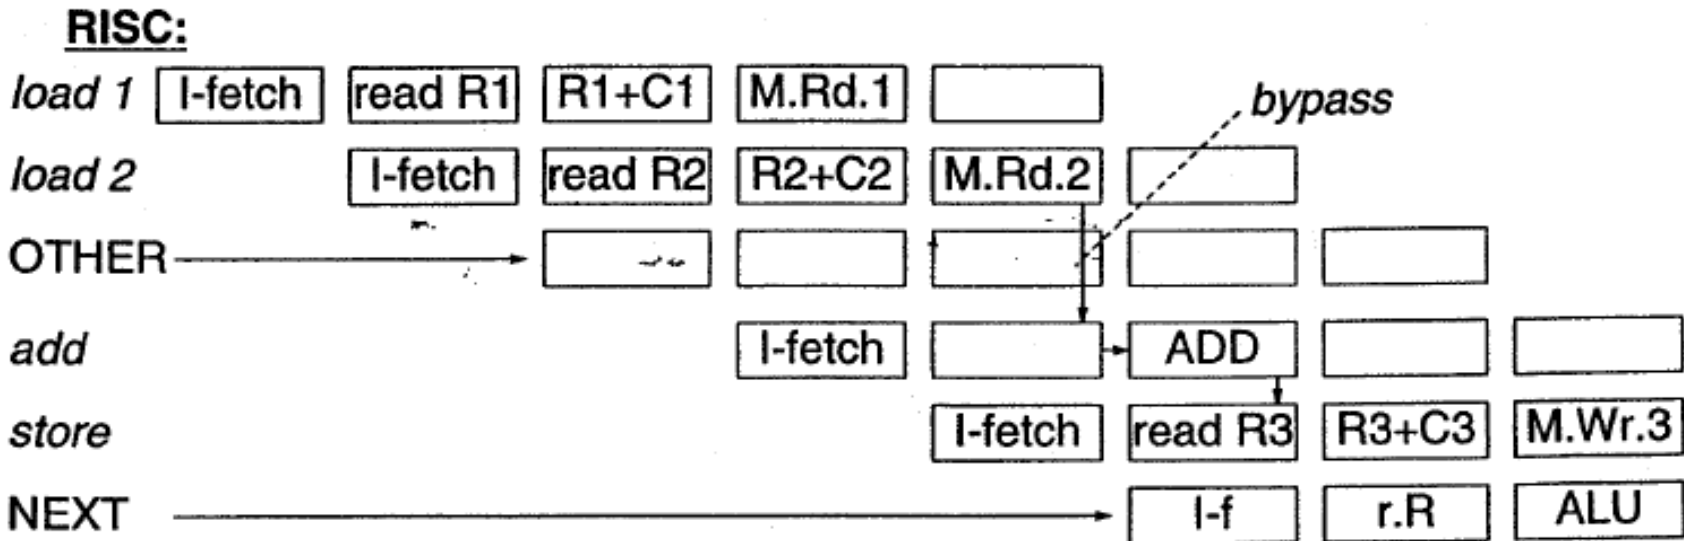 RISC:
load 1 I-fetch read R1 R1+C1 M.Rd.1
bypass
load 2 I-fetch read R2 R2+C2 M.Rd.2
OTHER
add I-fetch ADD
store I-fetch read R3 R3+C3 M.Wr.3
NEXT I-f r.R ALU